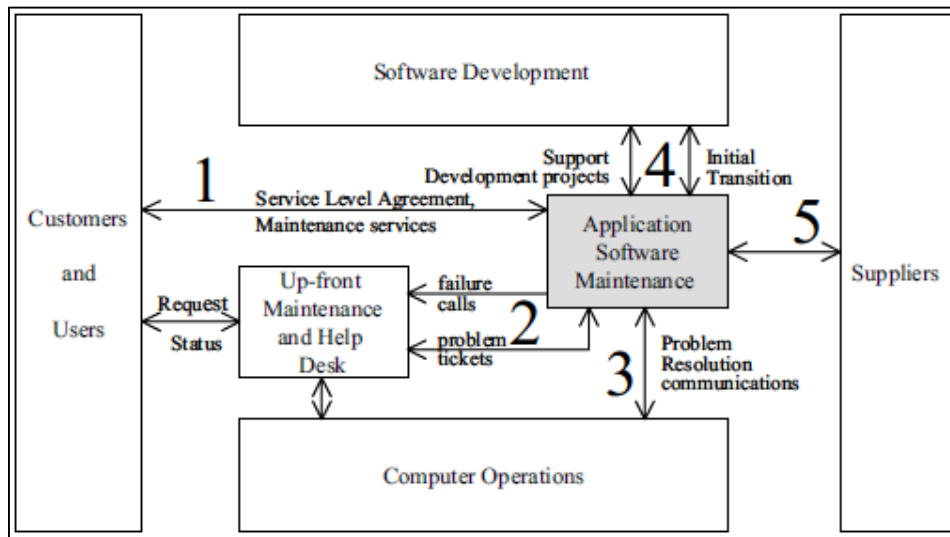 Software Development
Support
Development projects
4
Initial
Transition
1
Service Level Agreement,
Maintenance services
Customers
and
Users
Application
Software
Maintenance
5
Suppliers
Request
Status
Up-front
Maintenance
and Help
Desk
failure
calls
2
problem
tickets
3
Problem
Resolution
communications
Computer Operations